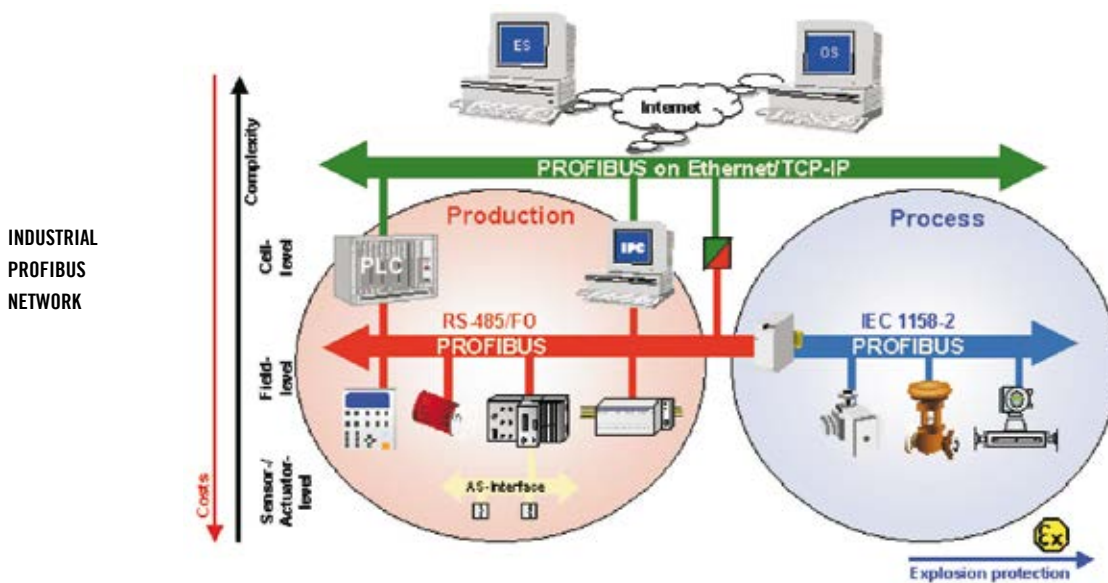 ES
OS
Internet
PROFIBUS on Ethernet/TCP-IP
Complexity
Production
Process
INDUSTRIAL
PROFIBUS
NETWORK
Cell-
level
PLC
IPC
RS-485/FO
IEC 1158-2
PROFIBUS
PROFIBUS
Field-
level
Sensor-/
Actuator-
level
AS-Interface
Costs
Ex
Explosion protection